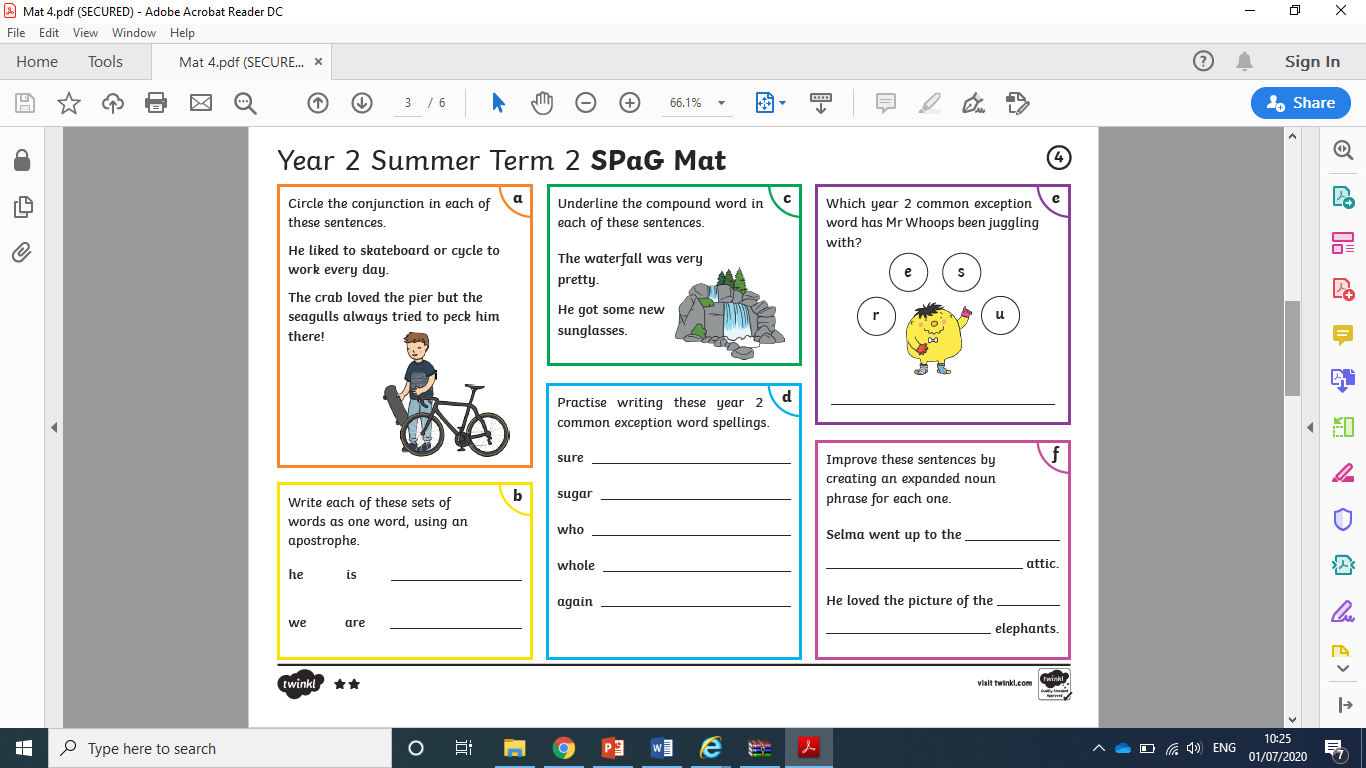 Mat 4.pdf (SECURED) - Adobe Acrobat Reader DC
File Edit View Window Help
Home Tools Mat 4.pdf (SECURE... × Sign In
3 / 6 66.1% Share
Year 2 Summer Term 2 SPaG Mat 4
a
Circle the conjunction in each of
these sentences.
He liked to skateboard or cycle to
work every day.
The crab loved the pier but the
seagulls always tried to peck him
there!
b
Write each of these sets of
words as one word, using an
apostrophe.
he is
we are
c
Underline the compound word in
each of these sentences.
The waterfall was very
pretty.
He got some new
sunglasses.
d
Practise writing these year 2
common exception word spellings.
sure
sugar
who
whole
again
e
Which year 2 common exception
word has Mr Whoops been juggling
with?
e s
r u
f
Improve these sentences by
creating an expanded noun
phrase for each one.
Selma went up to the
attic.
He loved the picture of the
elephants.
twinkl
visit twinkl.com
twinkl
Quality Standard
Approved
Type here to search
ENG
10:25
01/07/2020
7